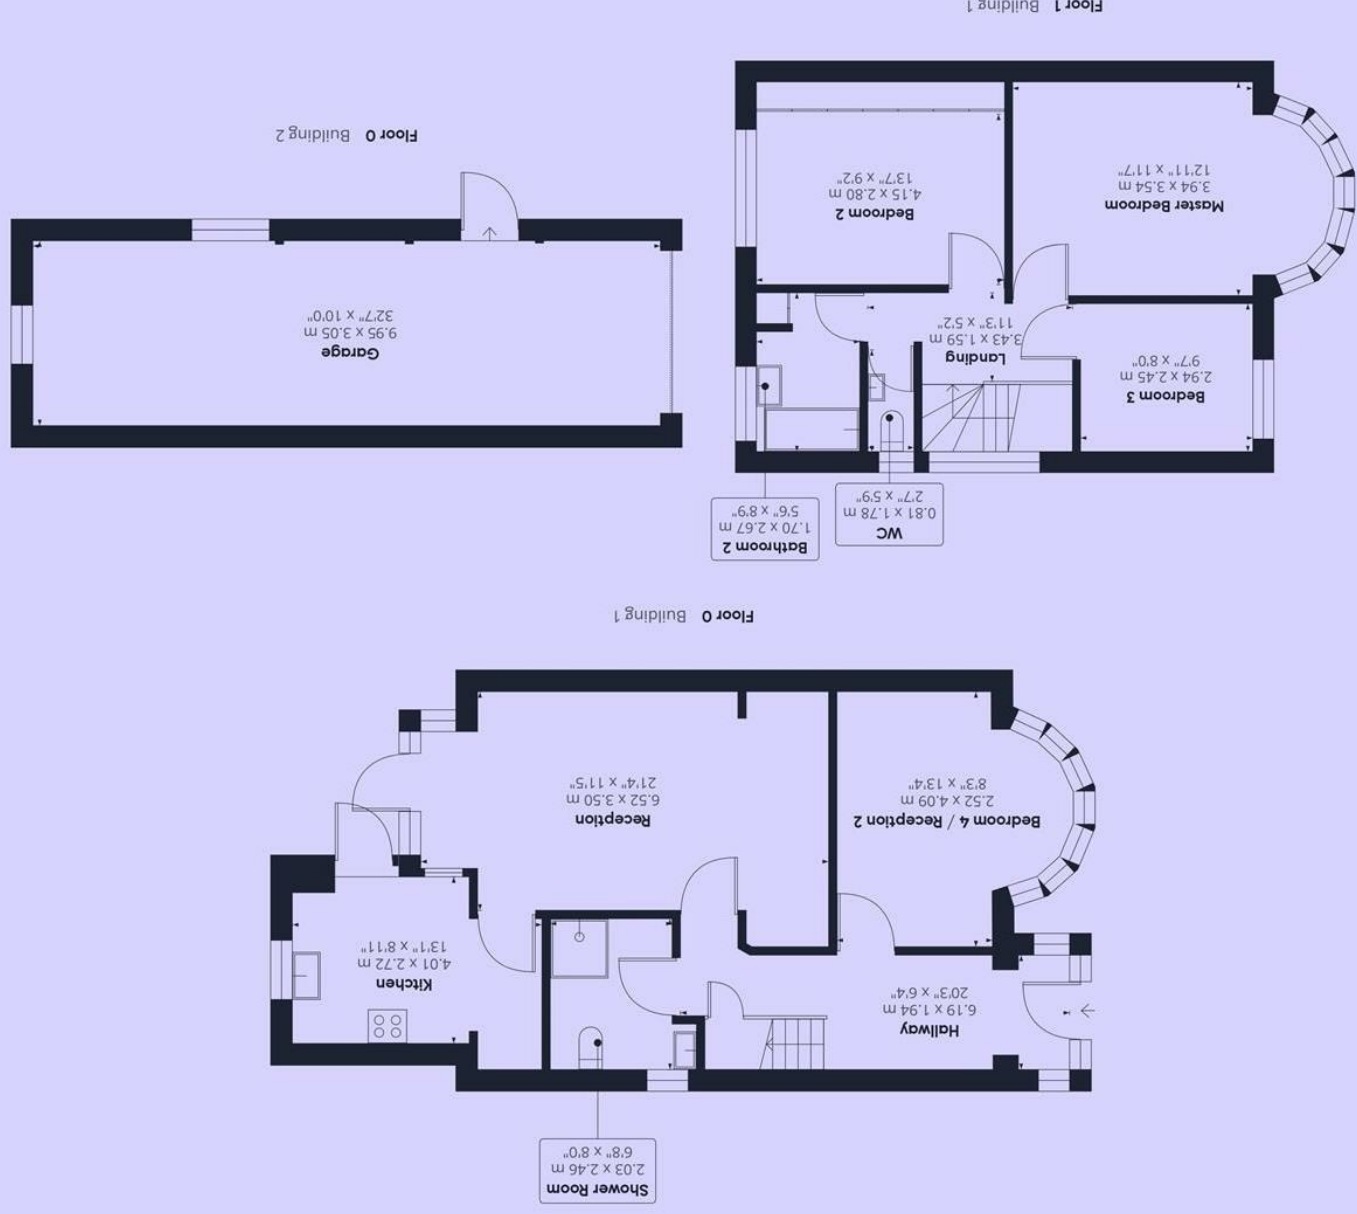 Shower Room
2.03 x 2.46 m
6'8" x 8'0"
Hallway
6.19 x 1.94 m
20'3" x 6'4"
Kitchen
4.01 x 2.72 m
13'1" x 8'11"
Bedroom 4 / Reception 2
2.52 x 4.09 m
8'3" x 13'4"
Reception
6.52 x 3.50 m
21'4" x 11'5"
Floor 0 Building 1
Bathroom 2
1.70 x 2.67 m
5'6" x 8'9"
WC
0.81 x 1.78 m
2'7" x 5'9"
Bedroom 3
2.94 x 2.45 m
9'7" x 8'0"
Landing
3.43 x 1.59 m
11'3" x 5'2"
Master Bedroom
3.94 x 3.54 m
12'11" x 11'7"
Bedroom 2
4.15 x 2.80 m
13'7" x 9'2"
Floor 1 Building 1
Garage
9.95 x 3.05 m
32'7" x 10'0"
Floor 0 Building 2